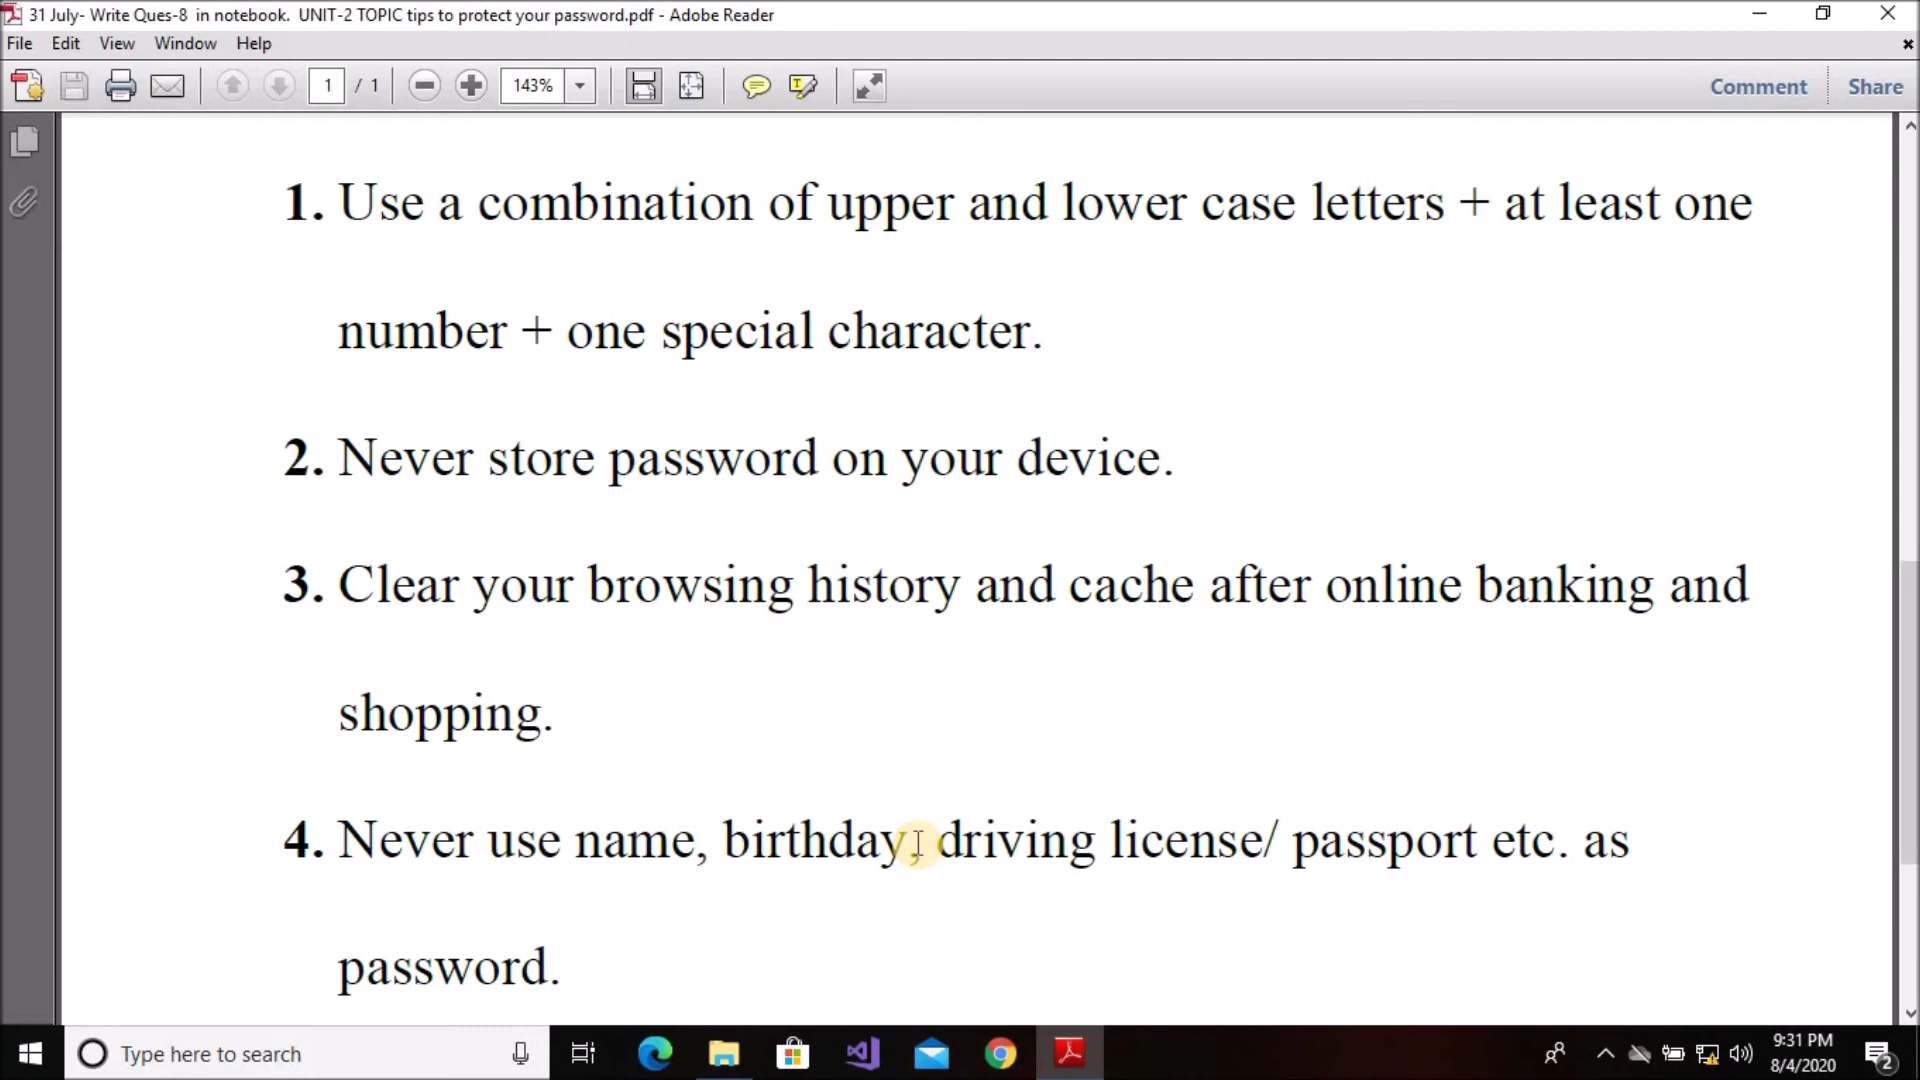 31 July- Write Ques-8 in notebook. UNIT-2 TOPIC tips to protect your password.pdf - Adobe Reader
File Edit View Window Help
1 / 1 143% Comment Share
1. Use a combination of upper and lower case letters + at least one
number + one special character.
2. Never store password on your device.
3. Clear your browsing history and cache after online banking and
shopping.
4. Never use name, birthday, driving license/ passport etc. as
password.
Type here to search
9:31 PM
8/4/2020
2